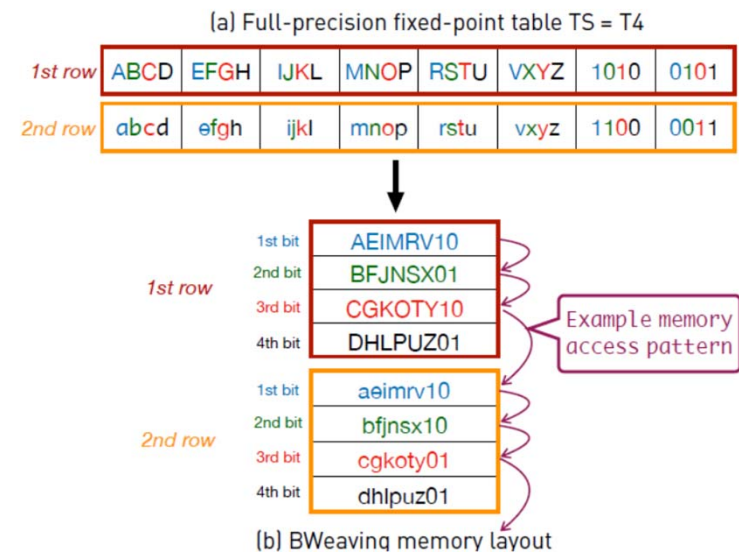 (a) Full-precision fixed-point table TS = T4
1st row ABCD EFGH IJKL MNOP RSTU VXYZ 1010 0101
2nd row abcd efgh ijkl mnop rstu vxyz 1100 0011
1st bit AEIMRV10
2nd bit BFJNSX01
1st row
3rd bit CGKOTY10
4th bit DHLPUZ01
Example memory
access pattern
1st bit aeimrv10
2nd bit bfjnsx10
2nd row
3rd bit cgkoty01
4th bit dhlpuz01
(b) BWeaving memory layout